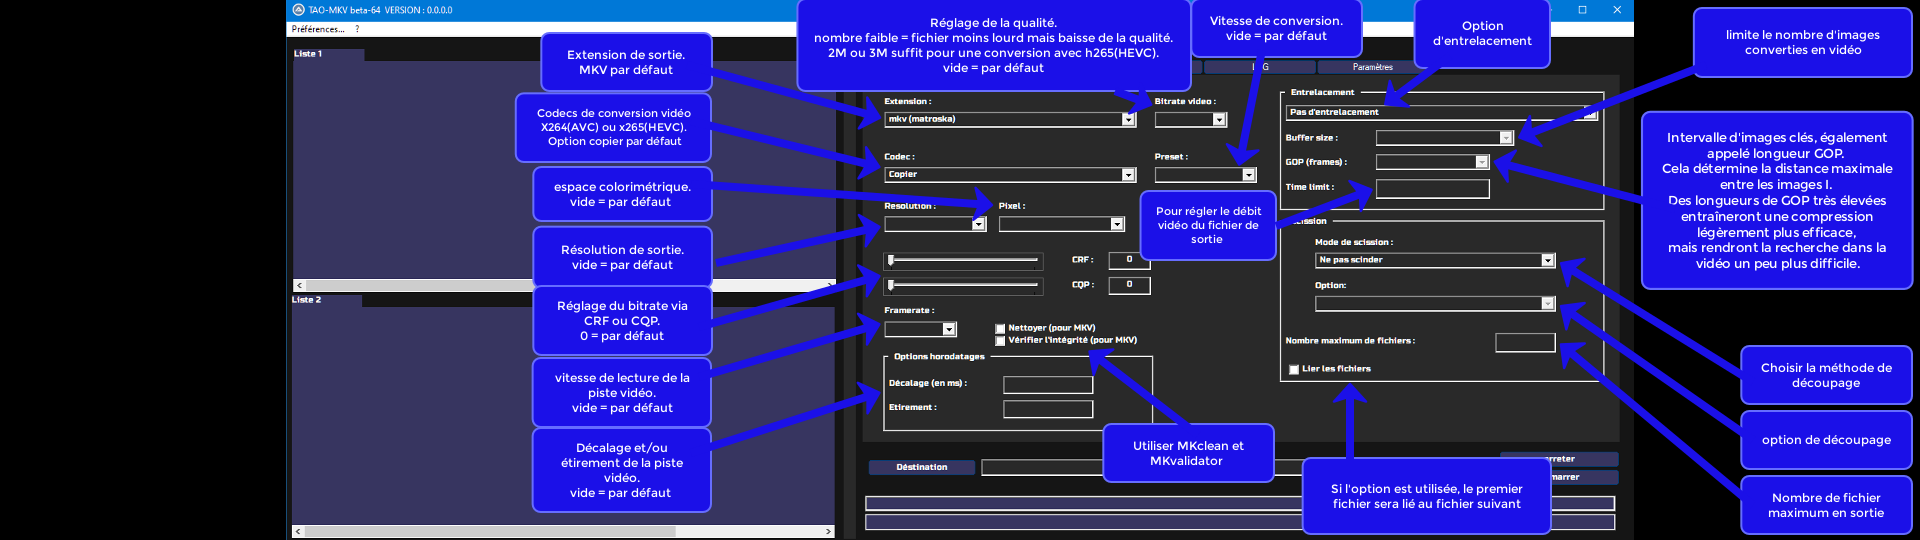 TAO-MKV beta-64 VERSION : 0.0.0.0
Préférences... ?
Liste 1
Liste 2
Extension de sortie.
MKV par défaut
Codecs de conversion vidéo
X264(AVC) ou x265(HEVC).
Option copier par défaut
espace colorimétrique.
vide = par défaut
Résolution de sortie.
vide = par défaut
Réglage du bitrate via
CRF ou CQP.
0 = par défaut
vitesse de lecture de la
piste vidéo.
vide = par défaut
Décalage et/ou
étirement de la piste
vidéo.
vide = par défaut
Réglage de la qualité.
nombre faible = fichier moins lourd mais baisse de la qualité.
2M ou 3M suffit pour une conversion avec h265(HEVC).
vide = par défaut
Vitesse de conversion.
vide = par défaut
Option
d'entrelacement
Paramètres
Extension :
mkv (matroska)
Bitrate video :
Codec :
Copier
Preset :
Resolution :
Pixel :
CRF :
0
CQP :
0
Framerate :
Nettoyer (pour MKV)
Vérifier l'intégrité (pour MKV)
Options horodatages
Décalage (en ms) :
Etirement :
Entrelacement
Pas d'entrelacement
Buffer size :
GOP (frames) :
Time limit :
Pour régler le débit
vidéo du fichier de
sortie
Mode de scission :
Ne pas scinder
Option:
Nombre maximum de fichiers :
Lier les fichiers
Utiliser MKclean et
MKvalidator
Déstination
Si l'option est utilisée, le premier
fichier sera lié au fichier suivant
limite le nombre d'images
converties en vidéo
Intervalle d'images clés, également
appelé longueur GOP.
Cela détermine la distance maximale
entre les images I.
Des longueurs de GOP très élevées
entraîneront une compression
légèrement plus efficace,
mais rendront la recherche dans la
vidéo un peu plus difficile.
Choisir la méthode de
découpage
option de découpage
Nombre de fichier
maximum en sortie